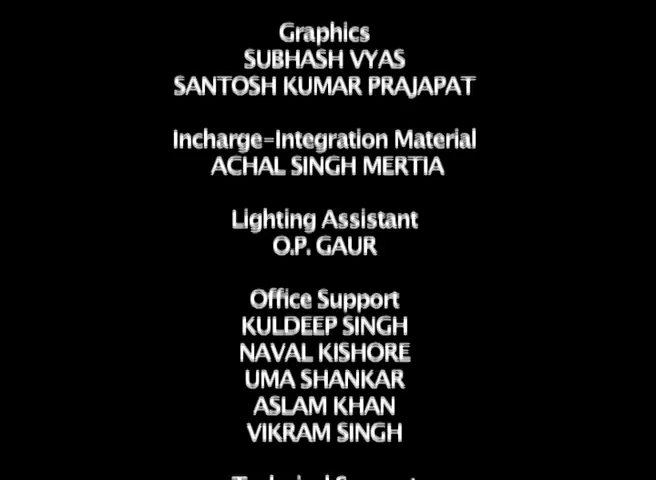 Graphics
SUBHASH VYAS
SANTOSH KUMAR PRAJAPAT
Incharge-Integration Material
ACHAL SINGH MERTIA
Lighting Assistant
O.P. GAUR
Office Support
KULDEEP SINGH
NAVAL KISHORE
UMA SHANKAR
ASLAM KHAN
VIKRAM SINGH